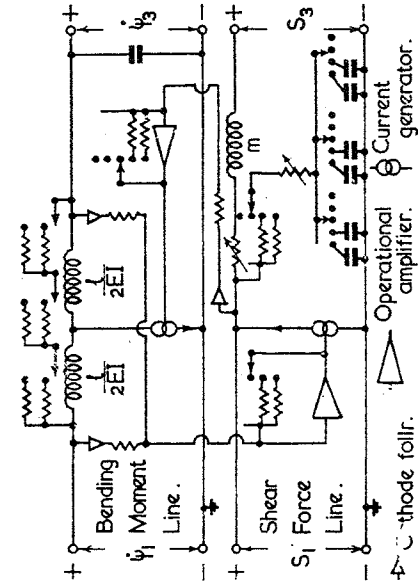 + ψ̇₁ −
+ ψ̇₃ −
l/2EI
l/2EI
Bending
Moment
Line.
m
+ S₁ −
+ S₃ −
Shear
Force
Line.
Operational
amplifier.
Current
generator.
thode follr.